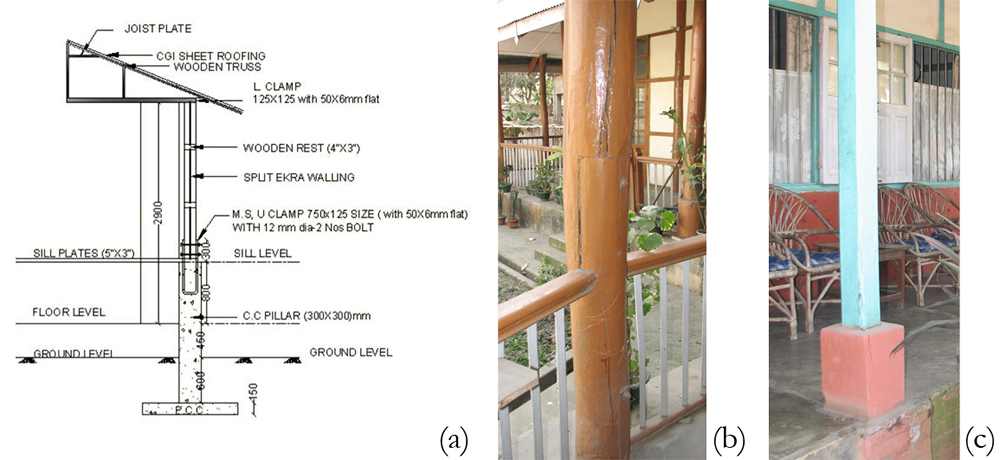 JOIST PLATE
CGI SHEET ROOFING
WOODEN TRUSS
L. CLAMP
125X125 with 50X6mm flat
WOODEN REST (4"X3")
SPLIT EKRA WALLING
2900
M.S, U CLAMP 750x125 SIZE ( with 50X6mm flat)
WITH 12 mm dia-2 Nos BOLT
300
SILL PLATES (5"X3")
SILL LEVEL
800
FLOOR LEVEL
C.C PILLAR (300X300)mm
450
GROUND LEVEL
GROUND LEVEL
600
150
P.C.C
(a)
(b)
(c)